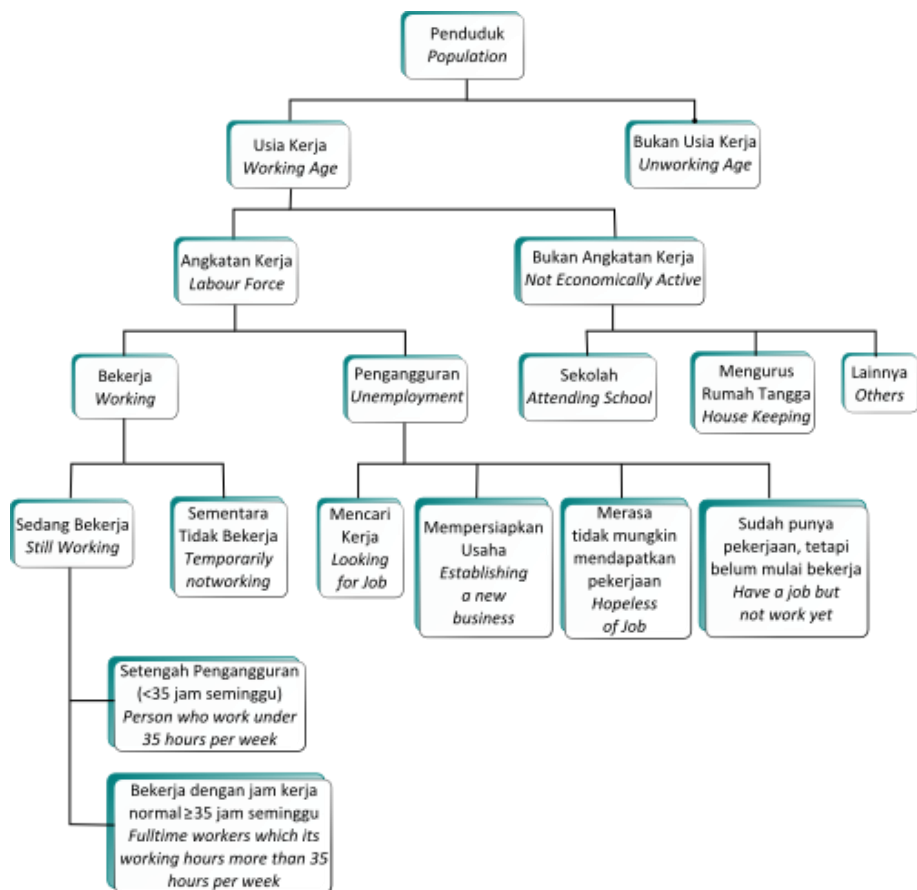 Penduduk
Population
Usia Kerja
Working Age
Bukan Usia Kerja
Unworking Age
Angkatan Kerja
Labour Force
Bukan Angkatan Kerja
Not Economically Active
Bekerja
Working
Pengangguran
Unemployment
Sekolah
Attending School
Mengurus
Rumah Tangga
House Keeping
Lainnya
Others
Sedang Bekerja
Still Working
Sementara
Tidak Bekerja
Temporarily
notworking
Mencari
Kerja
Looking
for Job
Mempersiapkan
Usaha
Establishing
a new
business
Merasa
tidak mungkin
mendapatkan
pekerjaan
Hopeless
of Job
Sudah punya
pekerjaan, tetapi
belum mulai bekerja
Have a job but
not work yet
Setengah Pengangguran
(<35 jam seminggu)
Person who work under
35 hours per week
Bekerja dengan jam kerja
normal ≥35 jam seminggu
Fulltime workers which its
working hours more than 35
hours per week